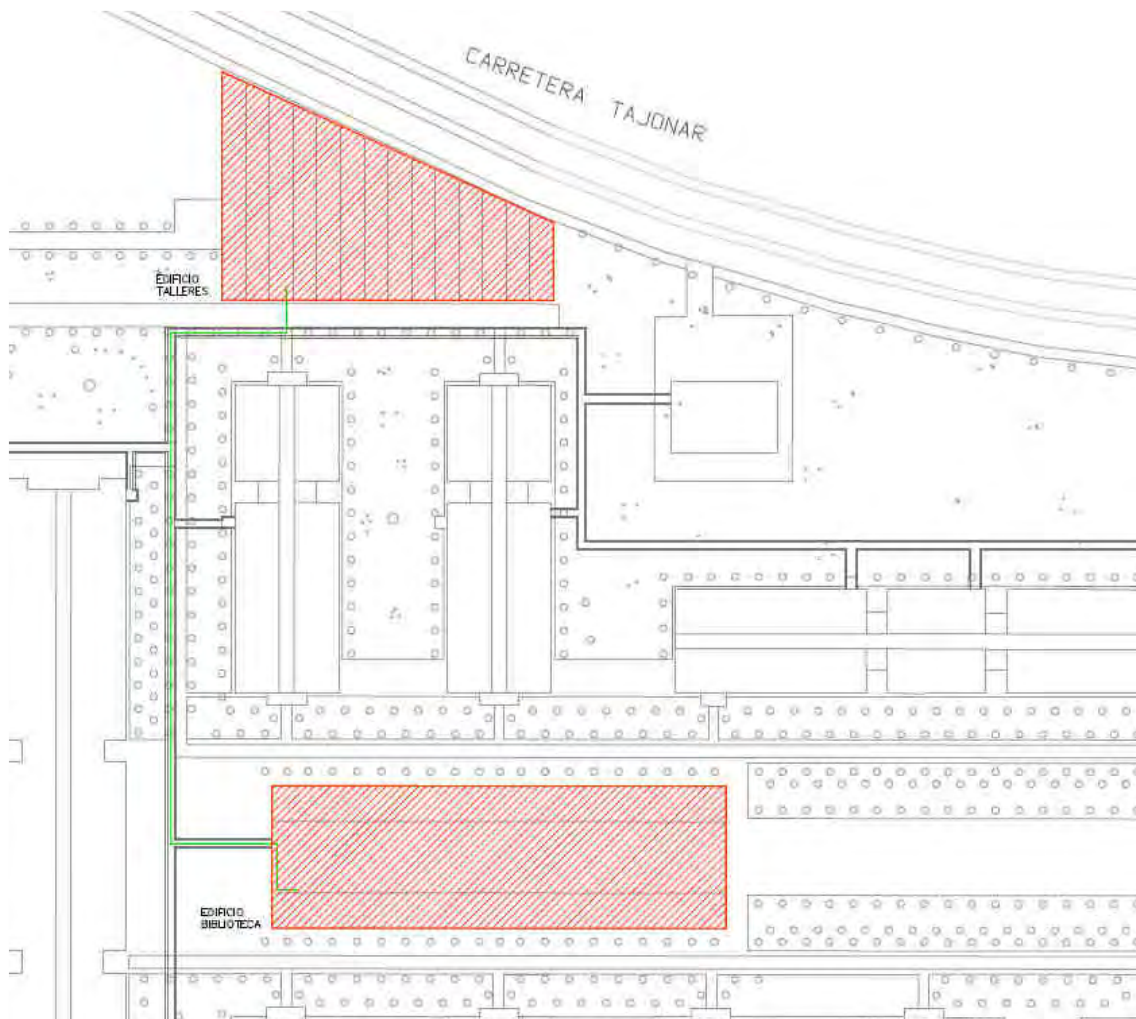 CARRETERA TAJONAR
EDIFICIO
TALLERES
EDIFICIO
BIBLIOTECA